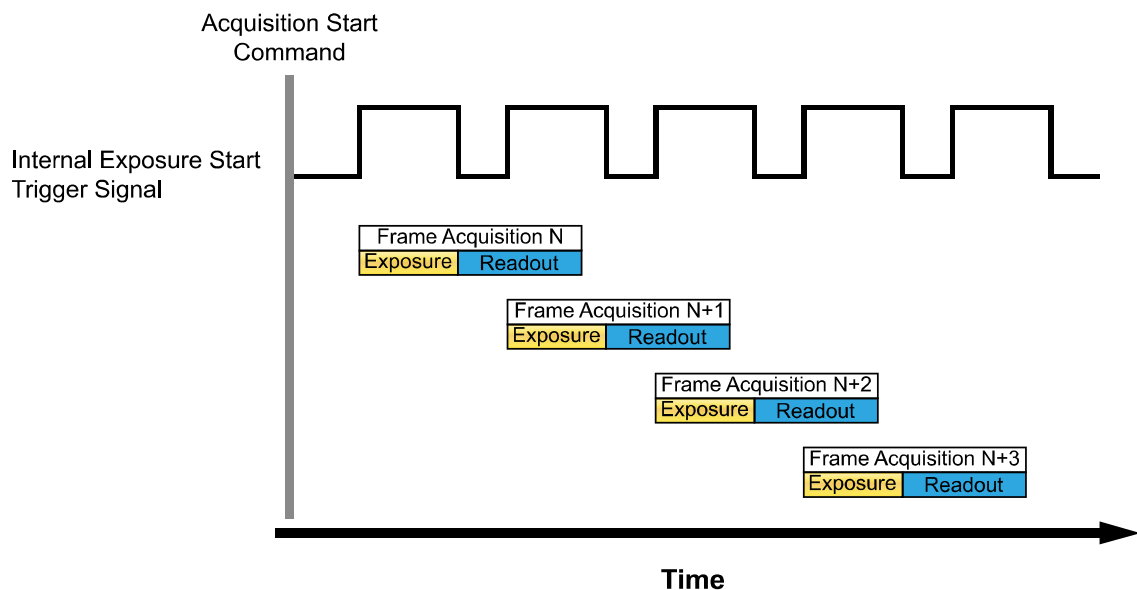 Acquisition Start
Command
Internal Exposure Start
Trigger Signal
Frame Acquisition N
Exposure Readout
Frame Acquisition N+1
Exposure Readout
Frame Acquisition N+2
Exposure Readout
Frame Acquisition N+3
Exposure Readout
Time